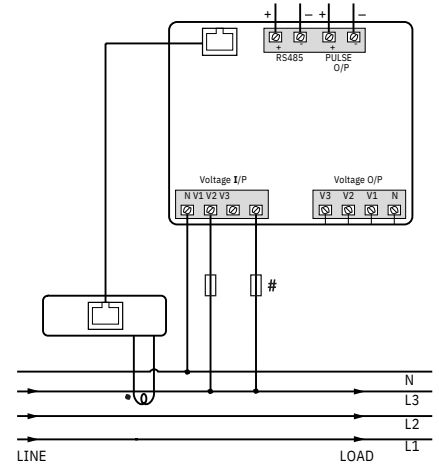 + – + –
+ - + -
RS485 PULSE
O/P
Voltage I/P Voltage O/P
N V1 V2 V3 V3 V2 V1 N
#
N
L3
L2
L1
LINE LOAD